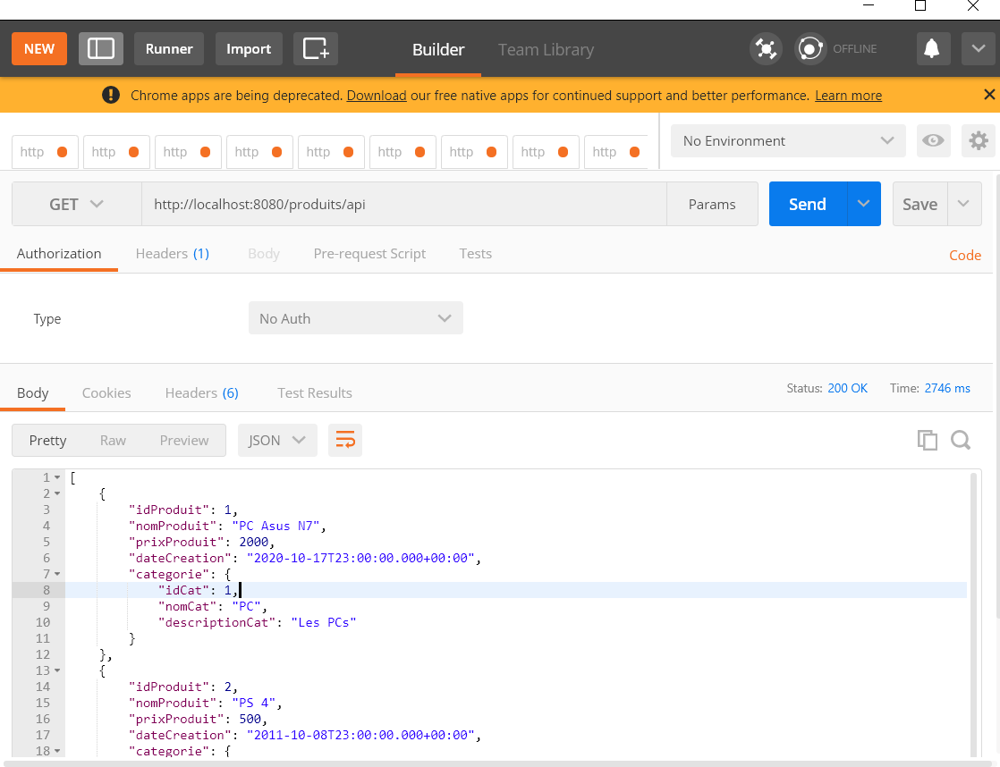 NEW Runner Import Builder Team Library OFFLINE
Chrome apps are being deprecated. Download our free native apps for continued support and better performance. Learn more
http http http http http http http http http No Environment
GET http://localhost:8080/produits/api Params Send Save
Authorization Headers (1) Body Pre-request Script Tests Code
Type No Auth
Body Cookies Headers (6) Test Results Status: 200 OK Time: 2746 ms
Pretty Raw Preview JSON
1 [
2 {
3 "idProduit": 1,
4 "nomProduit": "PC Asus N7",
5 "prixProduit": 2000,
6 "dateCreation": "2020-10-17T23:00:00.000+00:00",
7 "categorie": {
8 "idCat": 1,
9 "nomCat": "PC",
10 "descriptionCat": "Les PCs"
11 }
12 },
13 {
14 "idProduit": 2,
15 "nomProduit": "PS 4",
16 "prixProduit": 500,
17 "dateCreation": "2011-10-08T23:00:00.000+00:00",
18 "categorie": {